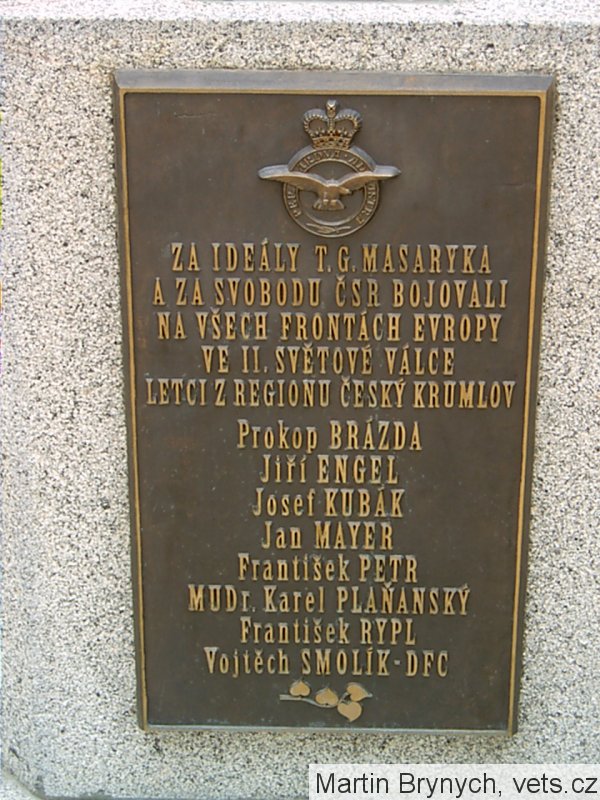 ZA IDEÁLY T. G. MASARYKA
A ZA SVOBODU ČSR BOJOVALI
NA VŠECH FRONTÁCH EVROPY
VE II. SVĚTOVÉ VÁLCE
LETCI Z REGIONU ČESKÝ KRUMLOV
Prokop BRÁZDA
Jiří ENGEL
Josef KUBÁK
Jan MAYER
František PETR
MUDr. Karel PLAŇANSKÝ
František RYPL
Vojtěch SMOLÍK - DFC
Martin Brynych, vets.cz